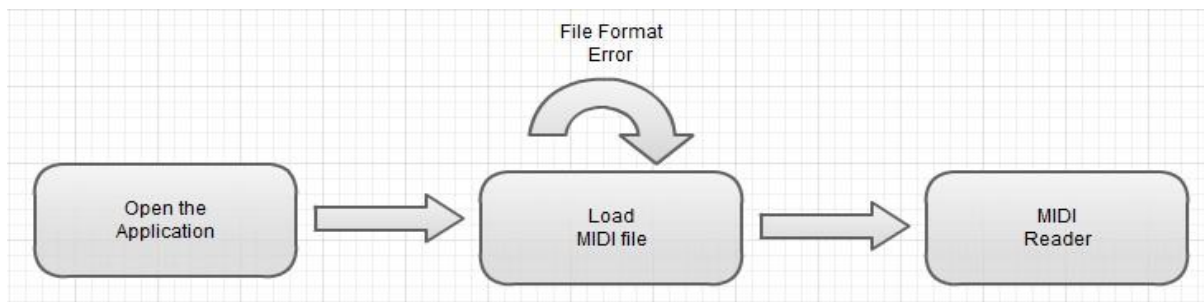 File Format
Error
Open the
Application
Load
MIDI file
MIDI
Reader